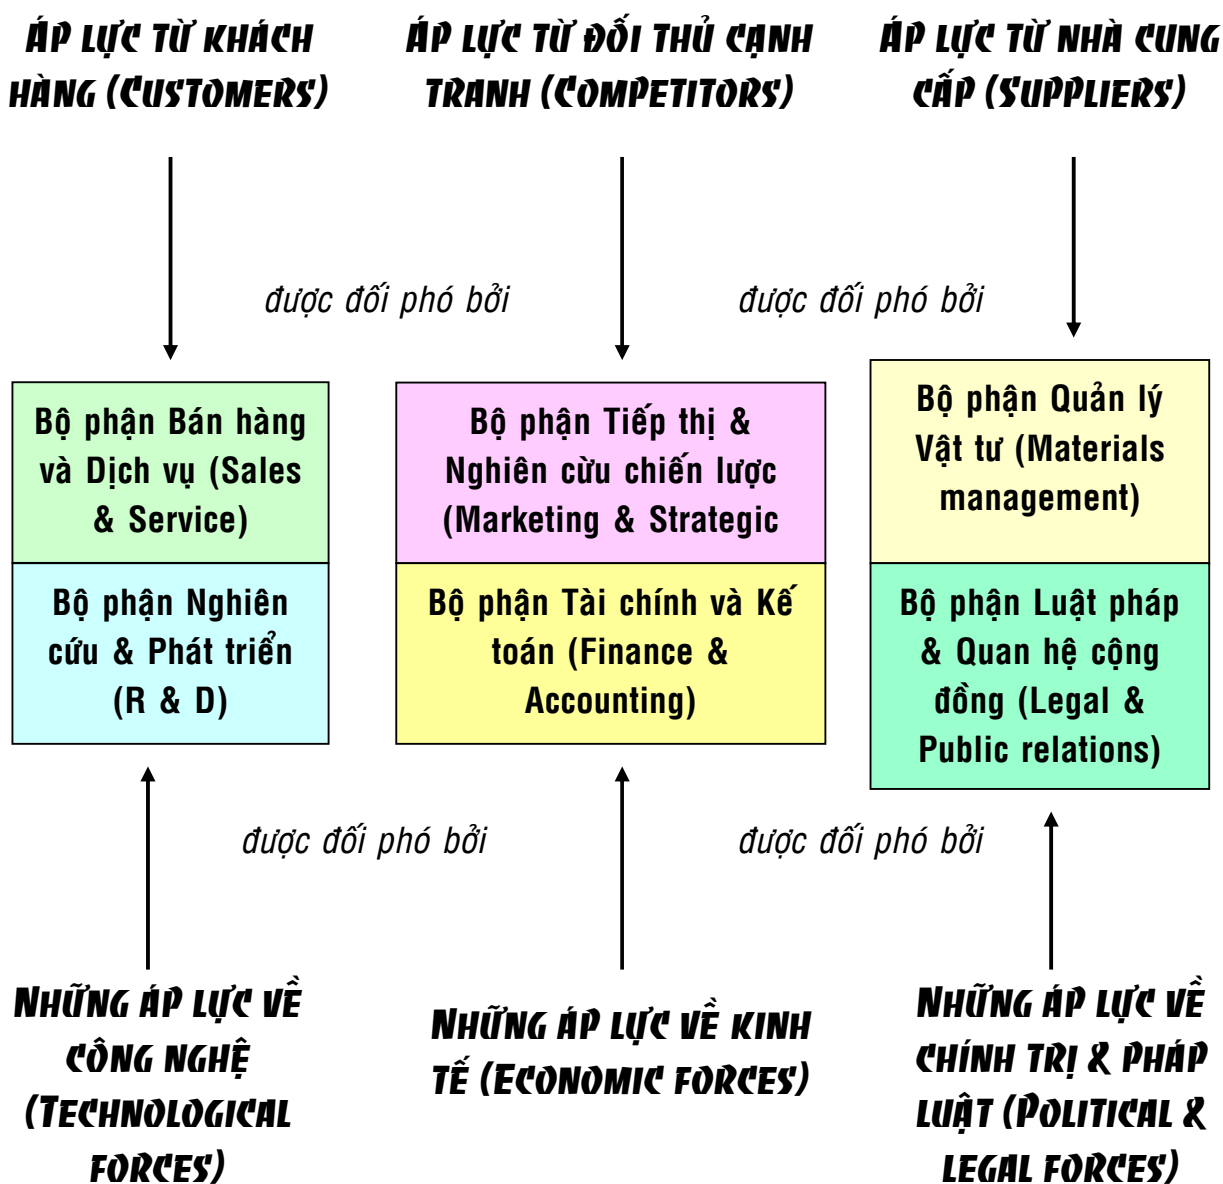 ÁP LỰC TỪ KHÁCH
HÀNG (CUSTOMERS)
ÁP LỰC TỪ ĐỐI THỦ CẠNH
TRANH (COMPETITORS)
ÁP LỰC TỪ NHÀ CUNG
CẤP (SUPPLIERS)
được đối phó bởi
được đối phó bởi
Bộ phận Bán hàng
và Dịch vụ (Sales
& Service)
Bộ phận Tiếp thị &
Nghiên cừu chiến lược
(Marketing & Strategic
Bộ phận Quản lý
Vật tư (Materials
management)
Bộ phận Nghiên
cứu & Phát triển
(R & D)
Bộ phận Tài chính và Kế
toán (Finance &
Accounting)
Bộ phận Luật pháp
& Quan hệ cộng
đồng (Legal &
Public relations)
được đối phó bởi
được đối phó bởi
NHỮNG ÁP LỰC VỀ
CÔNG NGHỆ
(TECHNOLOGICAL
FORCES)
NHỮNG ÁP LỰC VỀ KINH
TẾ (ECONOMIC FORCES)
NHỮNG ÁP LỰC VỀ
CHÍNH TRỊ & PHÁP
LUẬT (POLITICAL &
LEGAL FORCES)